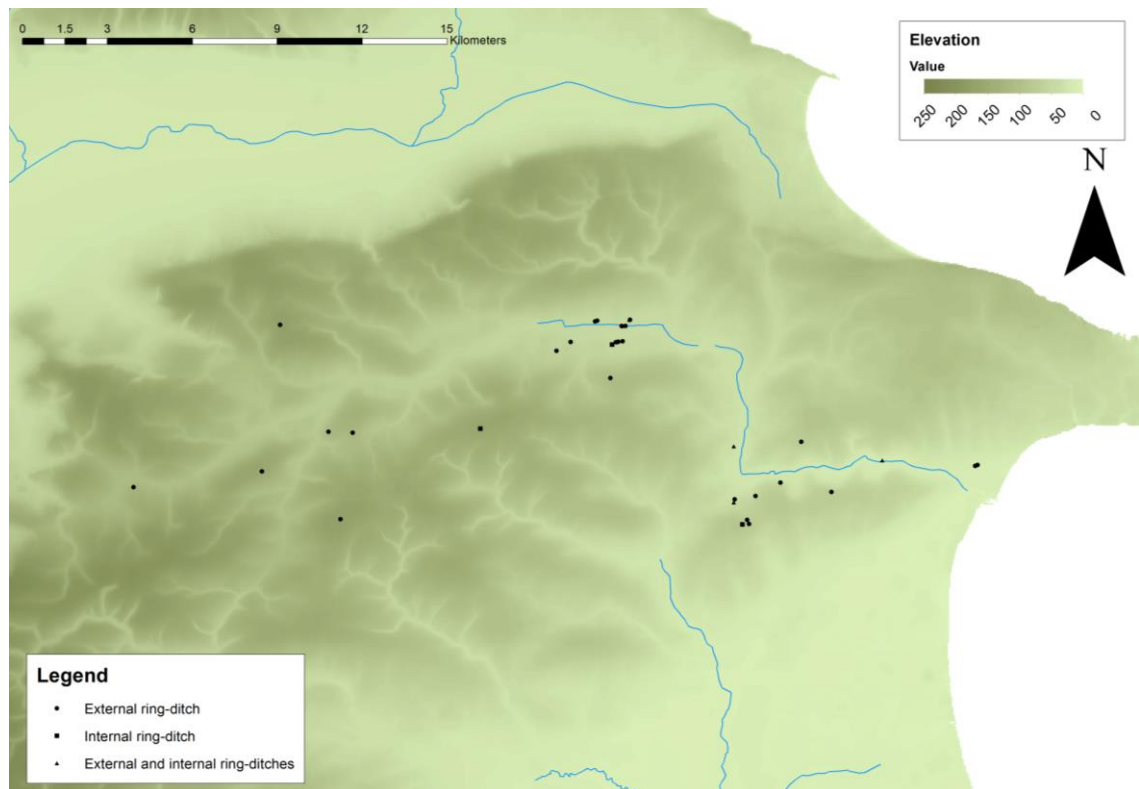 0 1.5 3 6 9 12 15
Kilometers
Elevation
Value
250 200 150 100 50 0
N
Legend
External ring-ditch
Internal ring-ditch
External and internal ring-ditches